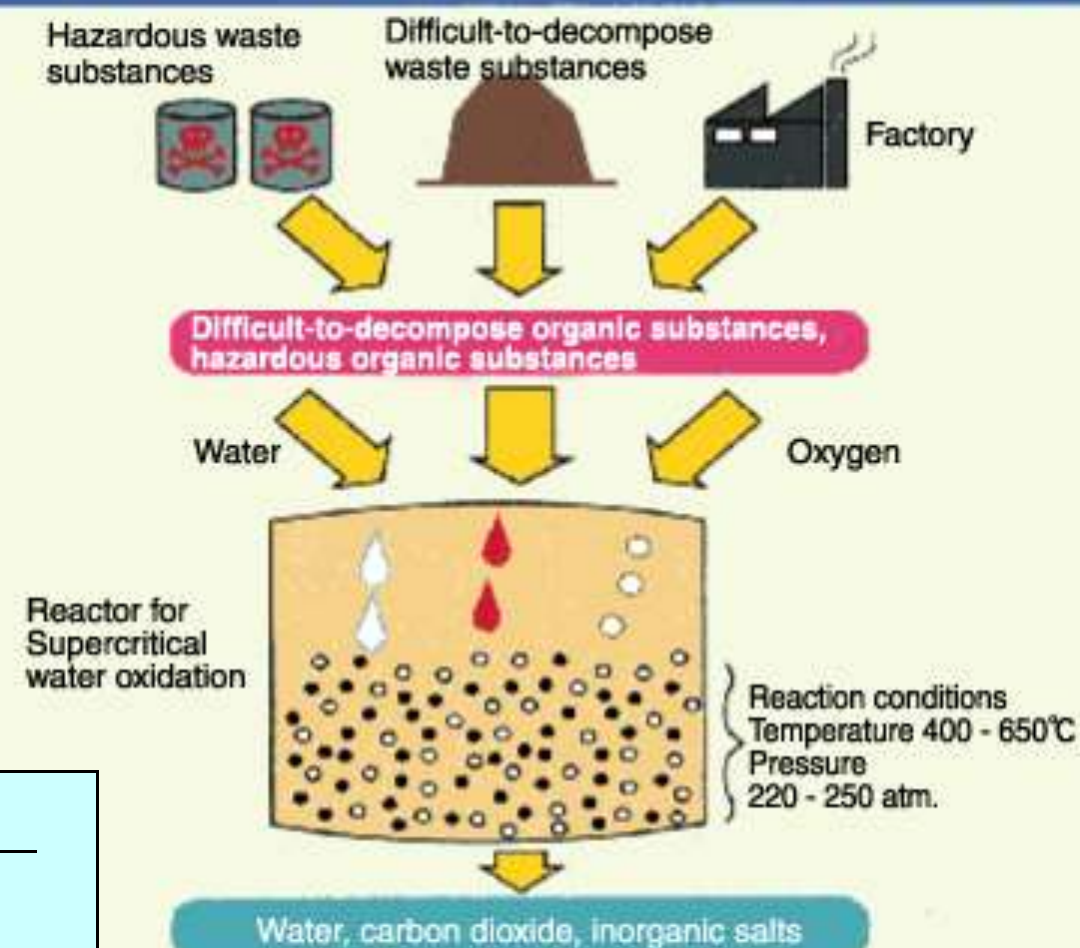 Hazardous waste
substances
Difficult-to-decompose
waste substances
Factory
Difficult-to-decompose organic substances,
hazardous organic substances
Water
Oxygen
Reactor for
Supercritical
water oxidation
Reaction conditions
Temperature 400 - 650℃
Pressure
220 - 250 atm.
Water, carbon dioxide, inorganic salts